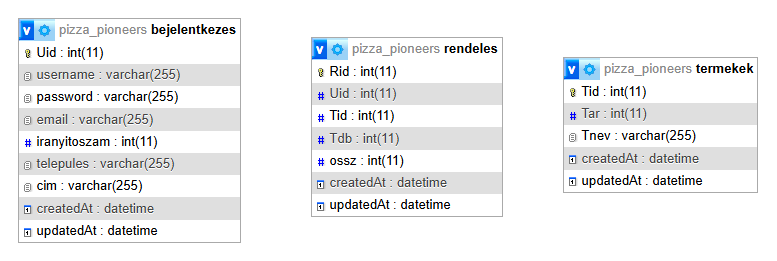 pizza_pioneers bejelentkezes
Uid : int(11)
username : varchar(255)
password : varchar(255)
email : varchar(255)
iranyitoszam : int(11)
telepules : varchar(255)
cim : varchar(255)
createdAt : datetime
updatedAt : datetime
pizza_pioneers rendeles
Rid : int(11)
Uid : int(11)
Tid : int(11)
Tdb : int(11)
ossz : int(11)
createdAt : datetime
updatedAt : datetime
pizza_pioneers termekek
Tid : int(11)
Tar : int(11)
Tnev : varchar(255)
createdAt : datetime
updatedAt : datetime